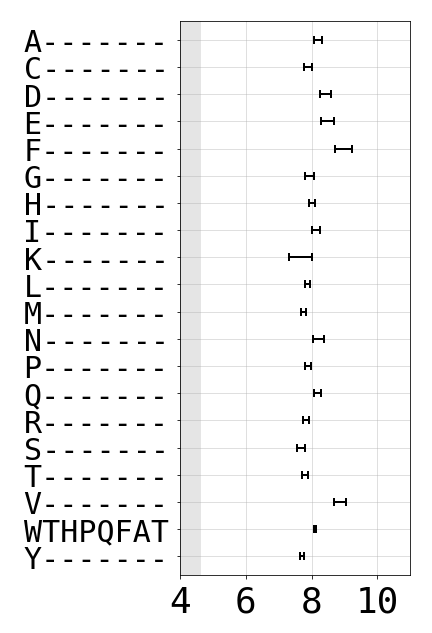 A-------
C-------
D-------
E-------
F-------
G-------
H-------
I-------
K-------
L-------
M-------
N-------
P-------
Q-------
R-------
S-------
T-------
V-------
WTHPQFAT
Y-------
4 6 8 10